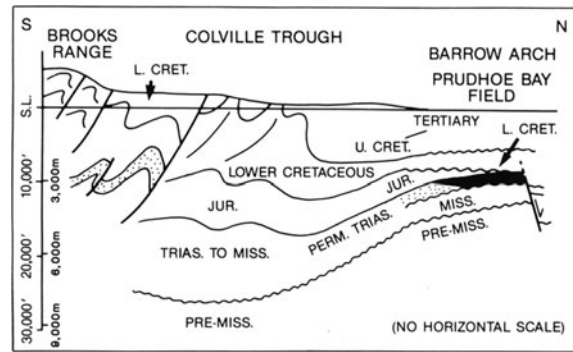 S
N
BROOKS
RANGE
COLVILLE TROUGH
BARROW ARCH
PRUDHOE BAY
FIELD
L. CRET.
S.L.
TERTIARY
L. CRET.
U. CRET.
LOWER CRETACEOUS
10,000'
3,000m
JUR.
JUR.
PERM. TRIAS.
MISS.
PRE-MISS.
TRIAS. TO MISS.
20,000'
6,000m
PRE-MISS.
(NO HORIZONTAL SCALE)
30,000'
9,000m